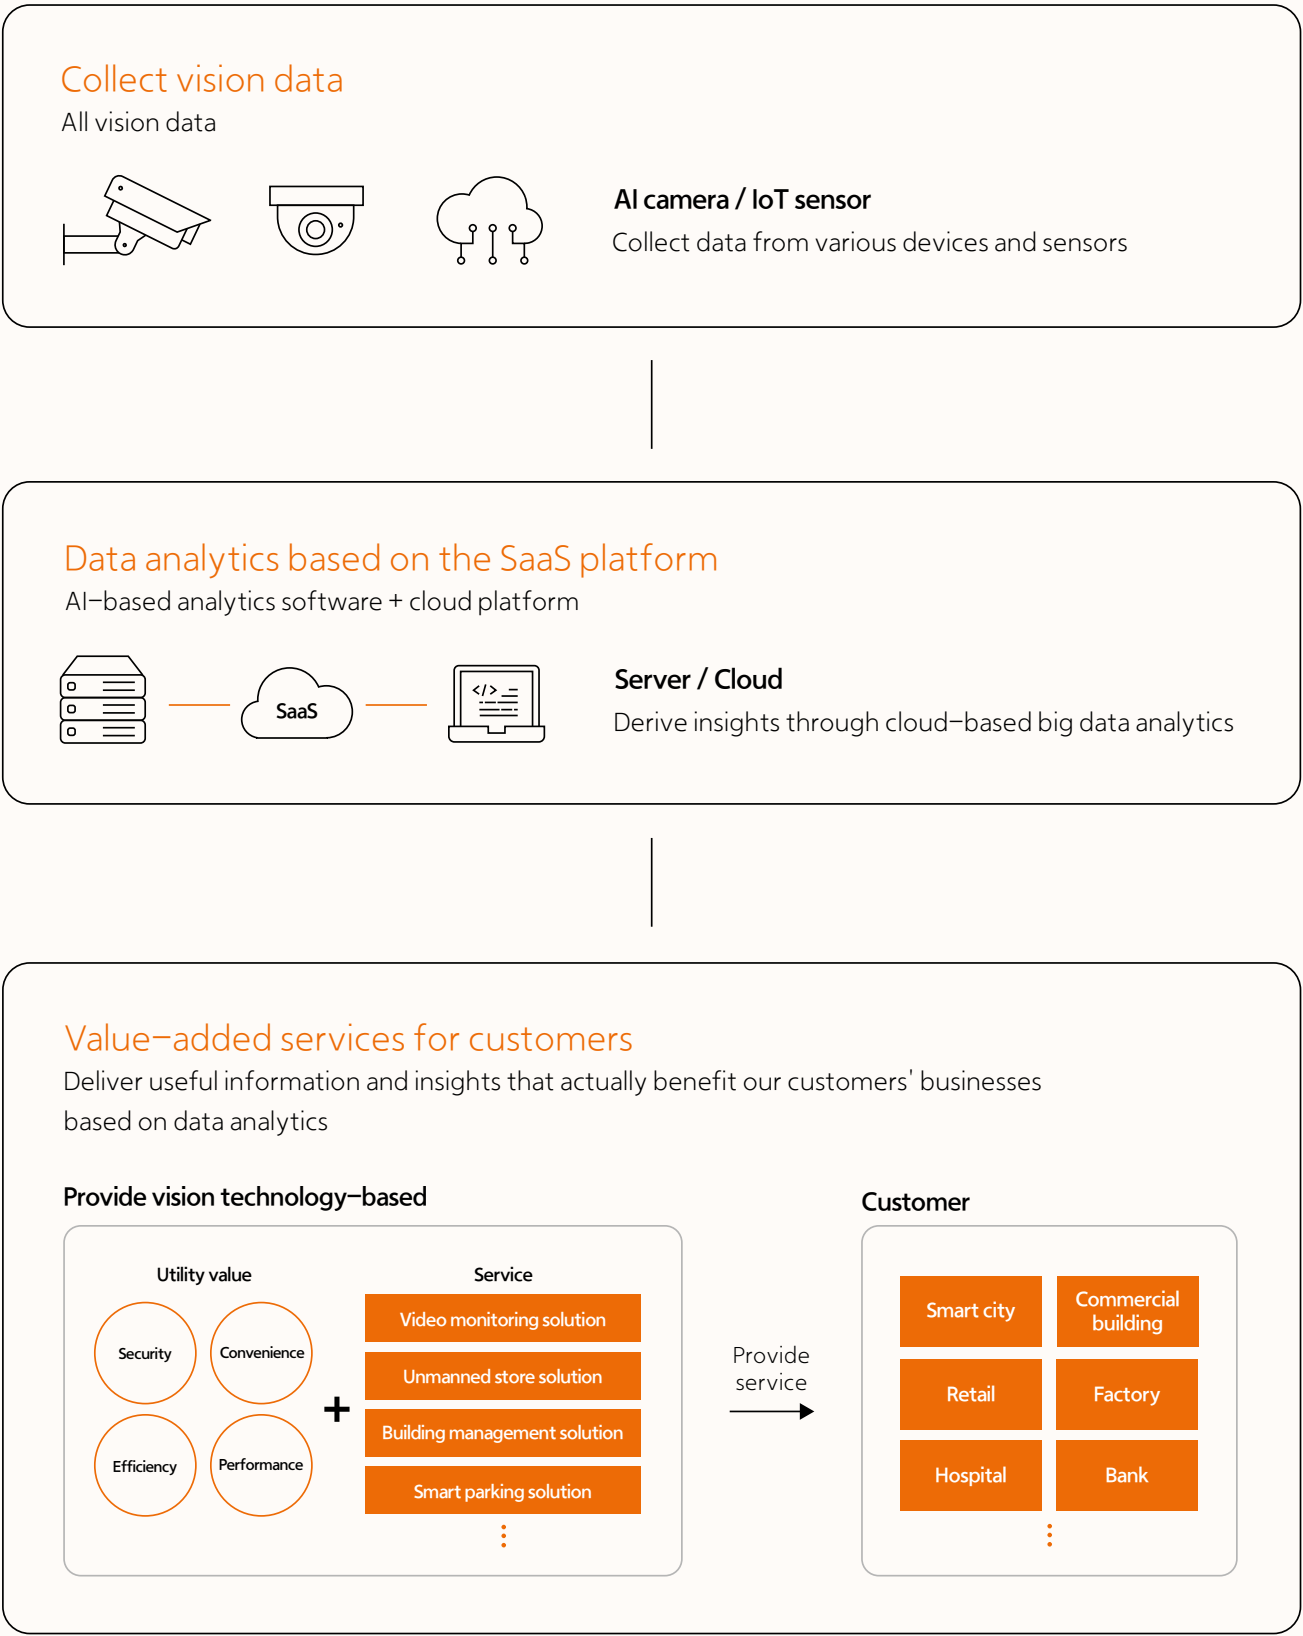 Collect vision data
All vision data
AI camera / IoT sensor
Collect data from various devices and sensors
Data analytics based on the SaaS platform
AI-based analytics software + cloud platform
SaaS
</>
Server / Cloud
Derive insights through cloud-based big data analytics
Value-added services for customers
Deliver useful information and insights that actually benefit our customers' businesses
based on data analytics
Provide vision technology-based
Utility value
Security
Convenience
Efficiency
Performance
+
Service
Video monitoring solution
Unmanned store solution
Building management solution
Smart parking solution
Provide
service
Customer
Smart city
Commercial
building
Retail
Factory
Hospital
Bank